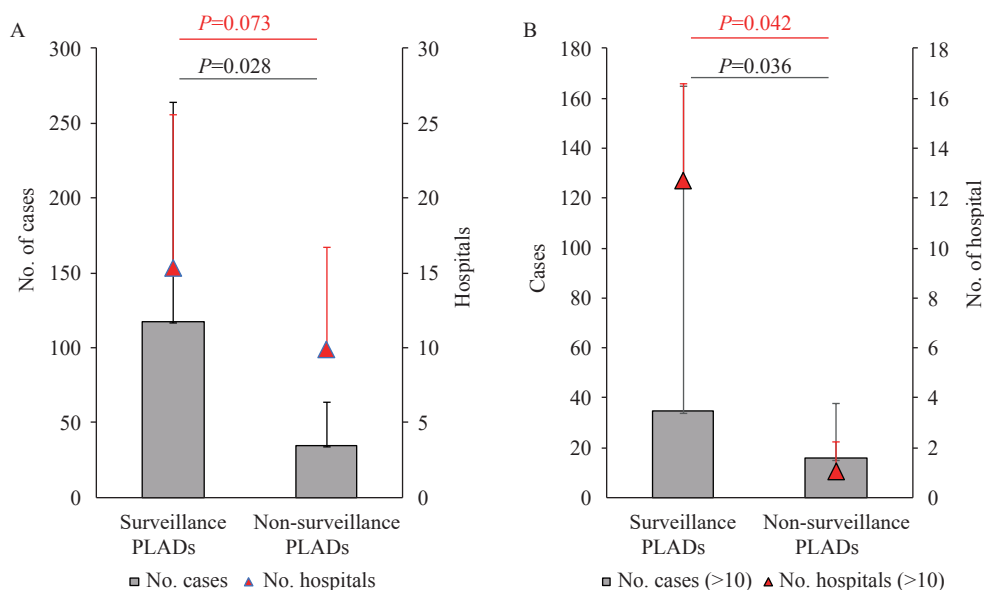 A
P=0.073
P=0.028
300
250
200
150
100
50
0
No. of cases
30
25
20
15
10
5
0
Hospitals
Surveillance
PLADs
Non-surveillance
PLADs
No. cases
No. hospitals
B
P=0.042
P=0.036
180
160
140
120
100
80
60
40
20
0
Cases
18
16
14
12
10
8
6
4
2
0
No. of hospital
Surveillance
PLADs
Non-surveillance
PLADs
No. cases (>10)
No. hospitals (>10)